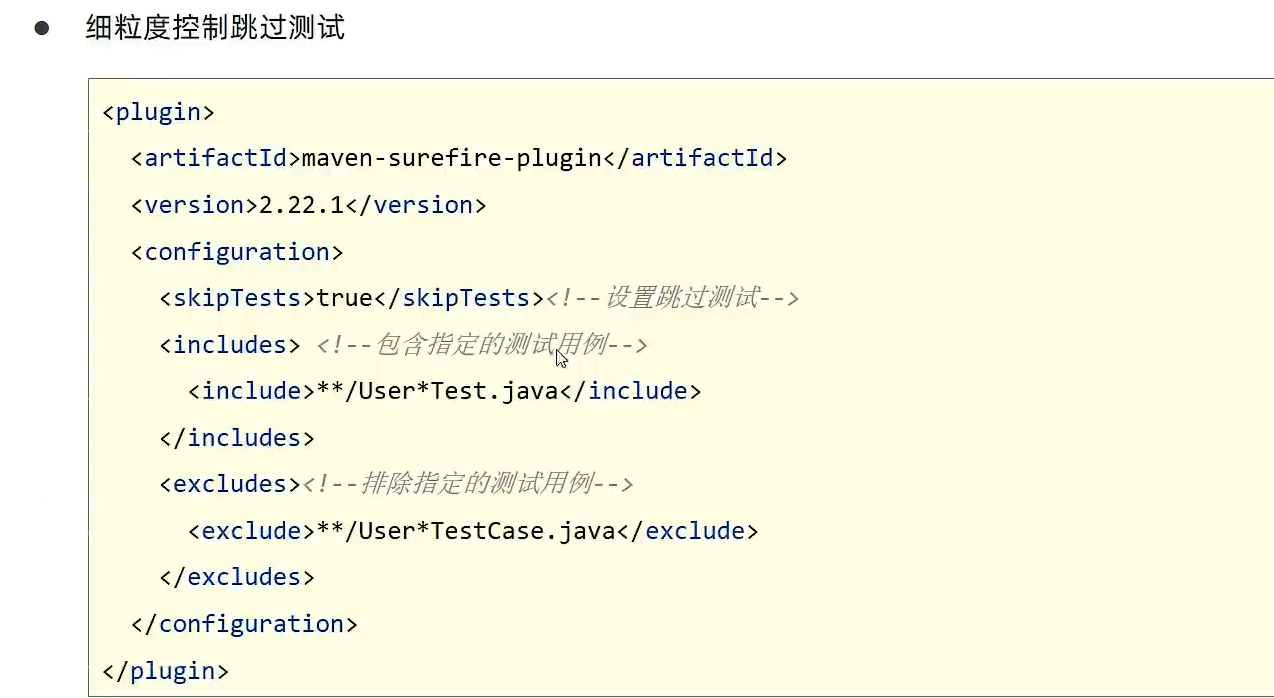 ● 细粒度控制跳过测试
<plugin>
<artifactId>maven-surefire-plugin</artifactId>
<version>2.22.1</version>
<configuration>
<skipTests>true</skipTests><!--设置跳过测试-->
<includes> <!--包含指定的测试用例-->
<include>**/User*Test.java</include>
</includes>
<excludes><!--排除指定的测试用例-->
<exclude>**/User*TestCase.java</exclude>
</excludes>
</configuration>
</plugin>